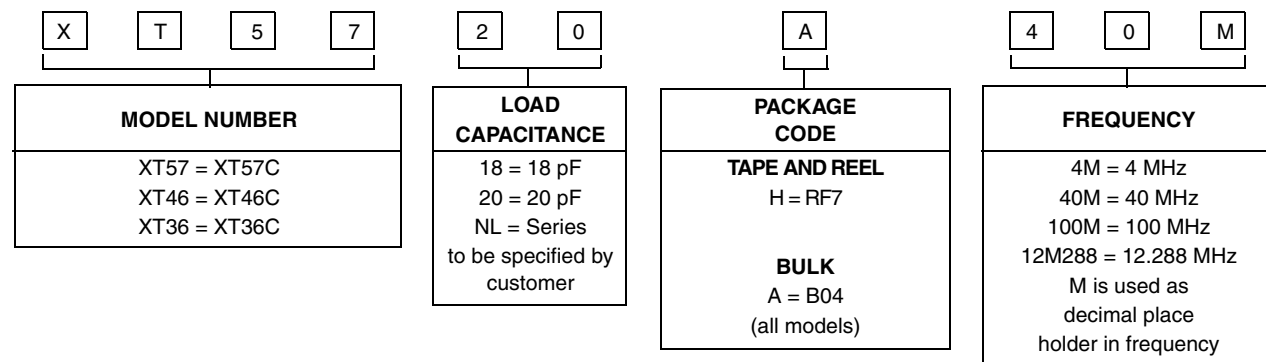 X T 5 7 2 0 A 4 0 M
MODEL NUMBER
XT57 = XT57C
XT46 = XT46C
XT36 = XT36C
LOAD
CAPACITANCE
18 = 18 pF
20 = 20 pF
NL = Series
to be specified by
customer
PACKAGE
CODE
TAPE AND REEL
H = RF7
BULK
A = B04
(all models)
FREQUENCY
4M = 4 MHz
40M = 40 MHz
100M = 100 MHz
12M288 = 12.288 MHz
M is used as
decimal place
holder in frequency